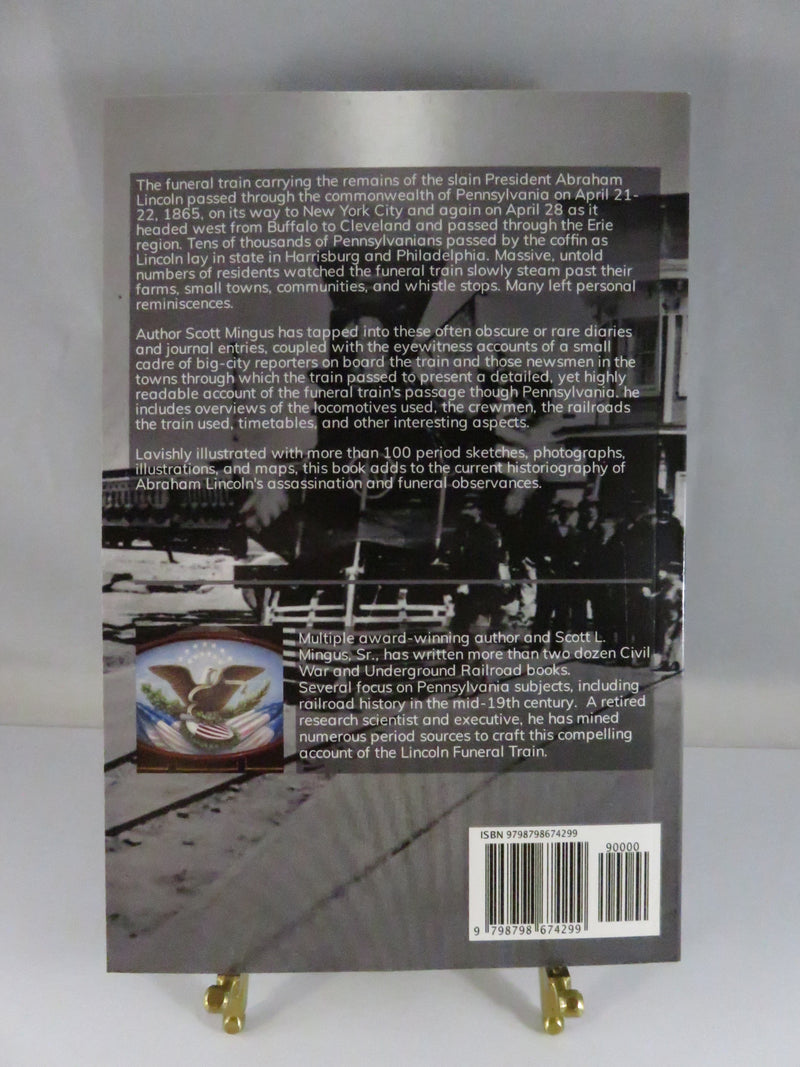 The funeral train carrying the remains of the slain President Abraham
Lincoln passed through the commonwealth of Pennsylvania on April 21-
22, 1865, on its way to New York City and again on April 28 as it
headed west from Buffalo to Cleveland and passed through the Erie
region. Tens of thousands of Pennsylvanians passed by the coffin as
Lincoln lay in state in Harrisburg and Philadelphia. Massive, untold
numbers of residents watched the funeral train slowly steam past their
farms, small towns, communities, and whistle stops. Many left personal
reminiscences.
Author Scott Mingus has tapped into these often obscure or rare diaries
and journal entries, coupled with the eyewitness accounts of a small
cadre of big-city reporters on board the train and those newsmen in the
towns through which the train passed to present a detailed, yet highly
readable account of the funeral train's passage though Pennsylvania. he
includes overviews of the locomotives used, the crewmen, the railroads
the train used, timetables, and other interesting aspects.
Lavishly illustrated with more than 100 period sketches, photographs,
illustrations, and maps, this book adds to the current historiography of
Abraham Lincoln's assassination and funeral observances.
Multiple award-winning author and Scott L.
Mingus, Sr., has written more than two dozen Civil
War and Underground Railroad books.
Several focus on Pennsylvania subjects, including
railroad history in the mid-19th century. A retired
research scientist and executive, he has mined
numerous period sources to craft this compelling
account of the Lincoln Funeral Train.
ISBN 9798798674299
90000
9 798798 674299